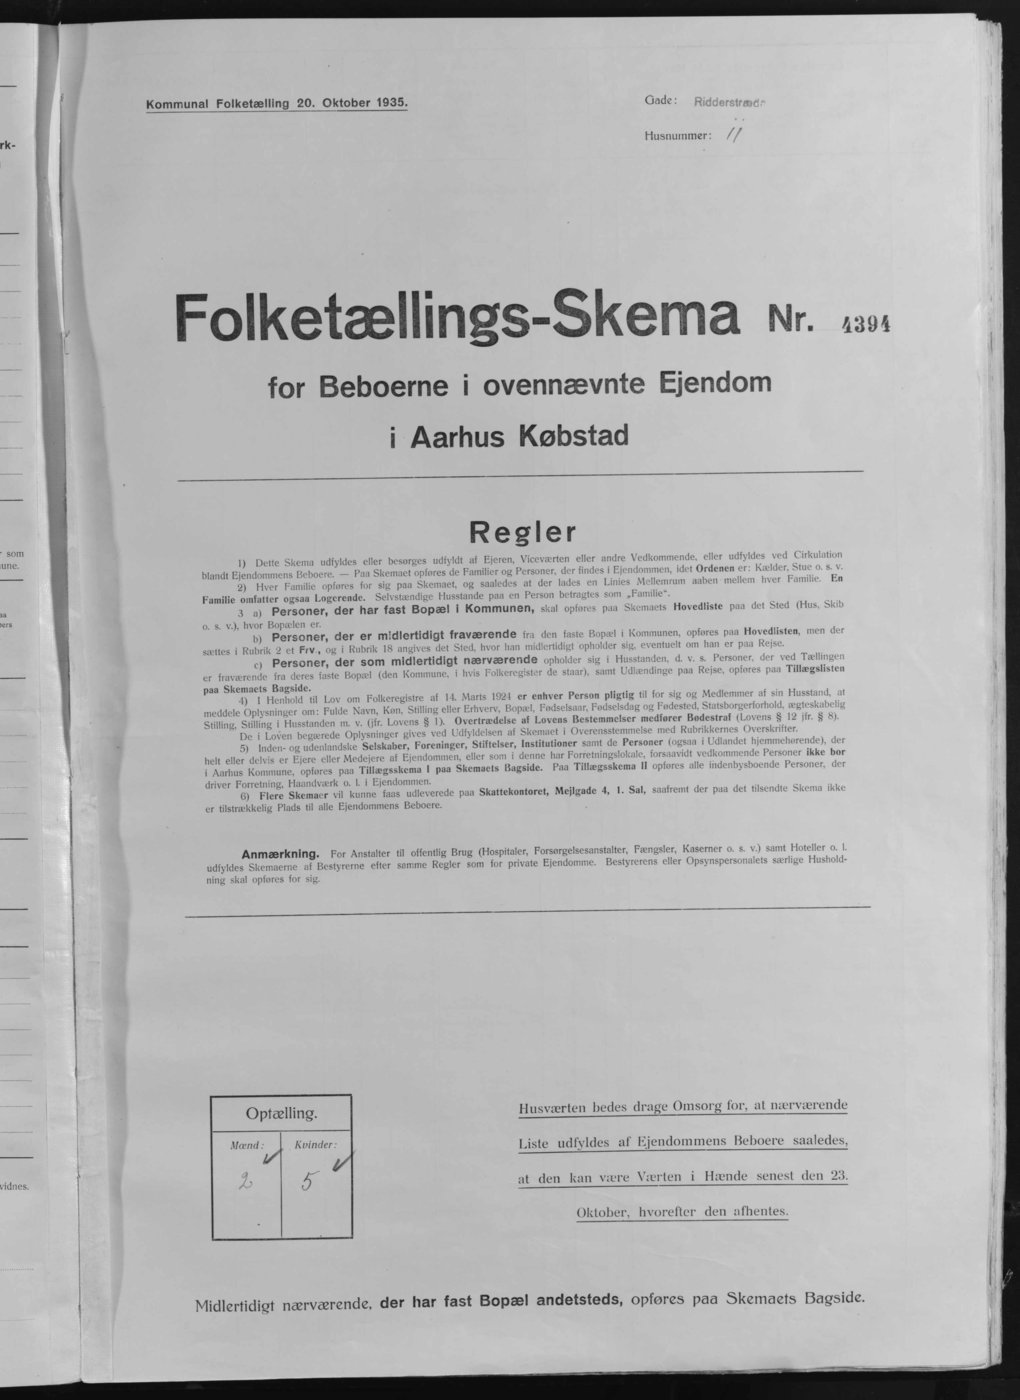 Kommunal Folketælling 20. Oktober 1935.
Gade: Ridderstræde
Husnummer: 11
Folketællings-Skema Nr. 4394
for Beboerne i ovennævnte Ejendom
i Aarhus Købstad
Regler
1) Dette Skema udfyldes eller besørges udfyldt af Ejeren, Viceværten eller andre Vedkommende, eller udfyldes ved Cirkulation
blandt Ejendommens Beboere. — Paa Skemaet opføres de Familier og Personer, der findes i Ejendommen, idet Ordenen er: Kælder, Stue o. s. v.
2) Hver Familie opføres for sig paa Skemaet, og saaledes at der lades en Linies Mellemrum aaben mellem hver Familie. En
Familie omfatter ogsaa Logerende. Selvstændige Husstande paa en Person betragtes som „Familie“.
3 a) Personer, der har fast Bopæl i Kommunen, skal opføres paa Skemaets Hovedliste paa det Sted (Hus, Skib
o. s. v.), hvor Bopælen er.
b) Personer, der er midlertidigt fraværende fra den faste Bopæl i Kommunen, opføres paa Hovedlisten, men der
sættes i Rubrik 2 et Frv., og i Rubrik 18 angives det Sted, hvor han midlertidigt opholder sig, eventuelt om han er paa Rejse.
c) Personer, der som midlertidigt nærværende opholder sig i Husstanden, d. v. s. Personer, der ved Tællingen
er fraværende fra deres faste Bopæl (den Kommune, i hvis Folkeregister de staar), samt Udlændinge paa Rejse, opføres paa Tillægslisten
paa Skemaets Bagside.
4) I Henhold til Lov om Folkeregistre af 14. Marts 1924 er enhver Person pligtig til for sig og Medlemmer af sin Husstand, at
meddele Oplysninger om: Fulde Navn, Køn, Stilling eller Erhverv, Bopæl, Fødselsaar, Fødselsdag og Fødested, Statsborgerforhold, ægteskabelig
Stilling, Stilling i Husstanden m. v. (jfr. Lovens § 1). Overtrædelse af Lovens Bestemmelser medfører Bødestraf (Lovens § 12 jfr. § 8).
De i Loven begærede Oplysninger gives ved Udfyldelsen af Skemaet i Overensstemmelse med Rubrikkernes Overskrifter.
5) Inden- og udenlandske Selskaber, Foreninger, Stiftelser, Institutioner samt de Personer (ogsaa i Udlandet hjemmehørende), der
helt eller delvis er Ejere eller Medejere af Ejendommen, eller som i denne har Forretningslokale, forsaavidt vedkommende Personer ikke bor
i Aarhus Kommune, opføres paa Tillægsskema I paa Skemaets Bagside. Paa Tillægsskema II opføres alle indenbysboende Personer, der
driver Forretning, Haandværk o. l. i Ejendommen.
6) Flere Skemaer vil kunne faas udleverede paa Skattekontoret, Mejlgade 4, 1. Sal, saafremt der paa det tilsendte Skema ikke
er tilstrækkelig Plads til alle Ejendommens Beboere.
Anmærkning. For Anstalter til offentlig Brug (Hospitaler, Forsørgelsesanstalter, Fængsler, Kaserner o. s. v.) samt Hoteller o. l.
udfyldes Skemaerne af Bestyrerne efter samme Regler som for private Ejendomme. Bestyrerens eller Opsynspersonalets særlige Hushold-
ning skal opføres for sig.
Optælling.
Mænd: Kvinder:
2 5
Husværten bedes drage Omsorg for, at nærværende
Liste udfyldes af Ejendommens Beboere saaledes,
at den kan være Værten i Hænde senest den 23.
Oktober, hvorefter den afhentes.
Midlertidigt nærværende, der har fast Bopæl andetsteds, opføres paa Skemaets Bagside.